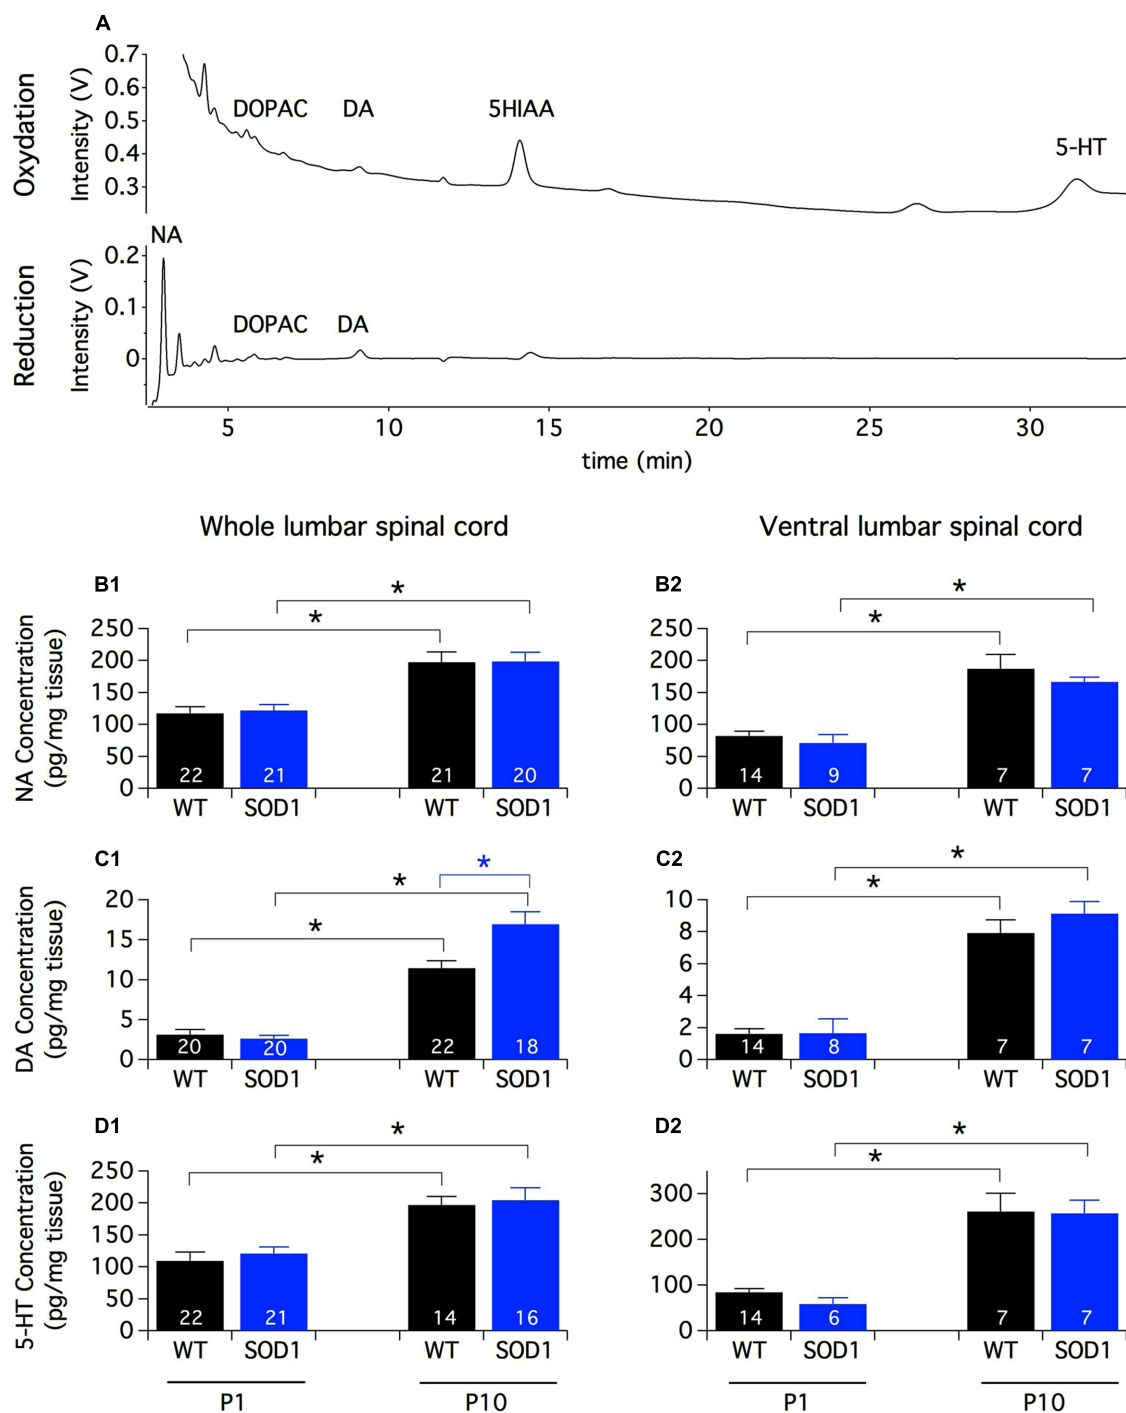 A
Oxydation
Intensity (V)
0.7
0.6
0.5
0.4
0.3
DOPAC DA 5HIAA 5-HT
NA
Reduction
Intensity (V)
0.2
0.1
0
DOPAC DA
5 10 15 20 25 30
time (min)
Whole lumbar spinal cord
Ventral lumbar spinal cord
B1
NA Concentration
(pg/mg tissue)
250
200
150
100
50
0
* *
22 21 21 20
WT SOD1 WT SOD1
B2
250
200
150
100
50
0
* *
14 9 7 7
WT SOD1 WT SOD1
C1
DA Concentration
(pg/mg tissue)
20
15
10
5
0
* * *
20 20 22 18
WT SOD1 WT SOD1
C2
10
8
6
4
2
0
* *
14 8 7 7
WT SOD1 WT SOD1
D1
5-HT Concentration
(pg/mg tissue)
250
200
150
100
50
0
* *
22 21 14 16
WT SOD1 WT SOD1
P1 P10
D2
300
200
100
0
* *
14 6 7 7
WT SOD1 WT SOD1
P1 P10